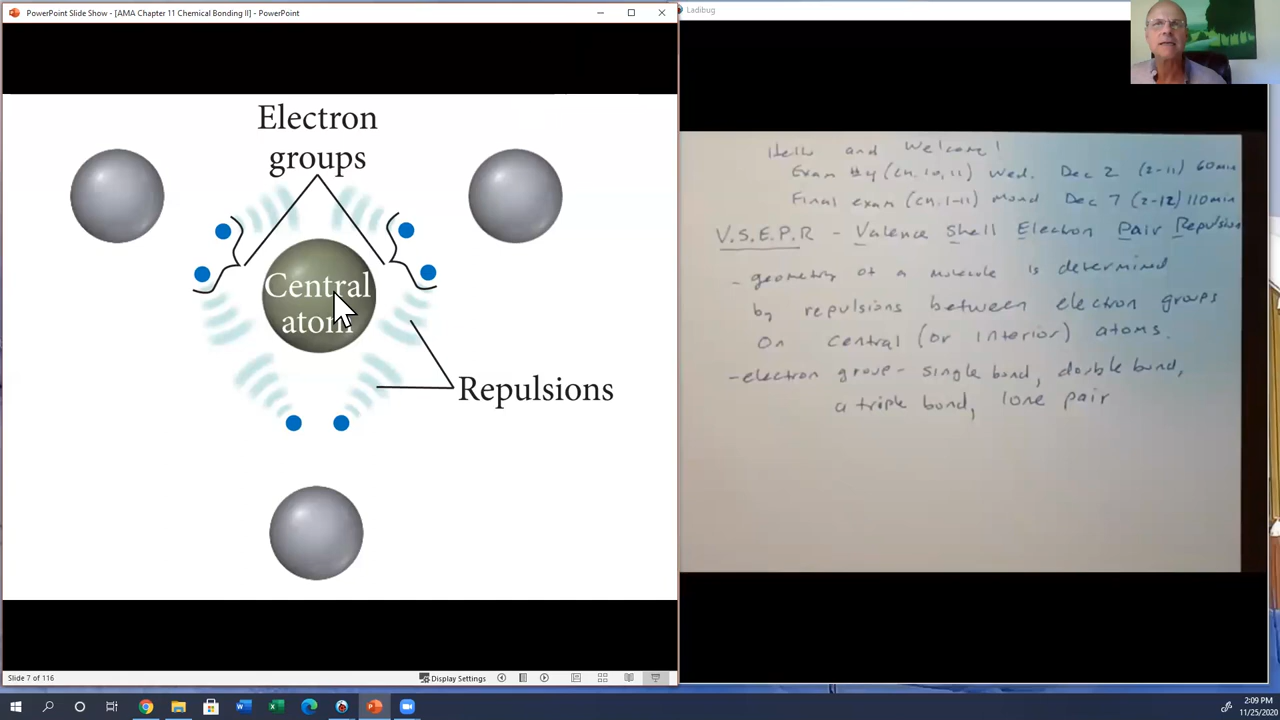 PowerPoint Slide Show - [AMA Chapter 11 Chemical Bonding II] - PowerPoint
Electron
groups
Central
atom
Repulsions
Slide 7 of 116
Display Settings
Ladibug
Hello and Welcome!
Exam #4 (Ch. 10, 11) Wed. Dec 2 (2-11) 60min
Final exam (Ch. 1-11) Mond Dec 7 (2-12) 110min
V.S.E.P.R - Valence Shell Electron Pair Repulsion
- geometry of a molecule is determined
by repulsions between electron groups
on central (or interior) atoms.
- electron group - single bond, double bond,
a triple bond, lone pair
2:09 PM
11/25/2020